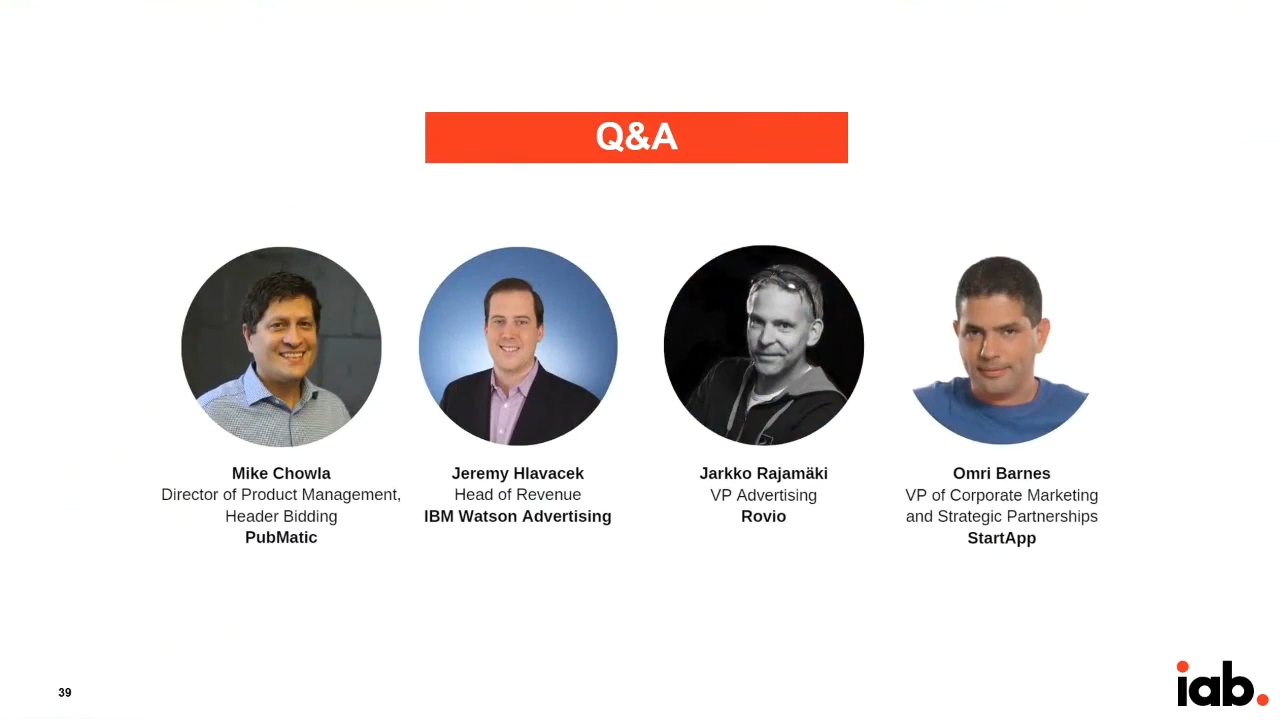 Q&A
Mike Chowla
Director of Product Management,
Header Bidding
PubMatic
Jeremy Hlavacek
Head of Revenue
IBM Watson Advertising
Jarkko Rajamäki
VP Advertising
Rovio
Omri Barnes
VP of Corporate Marketing
and Strategic Partnerships
StartApp
39
iab.